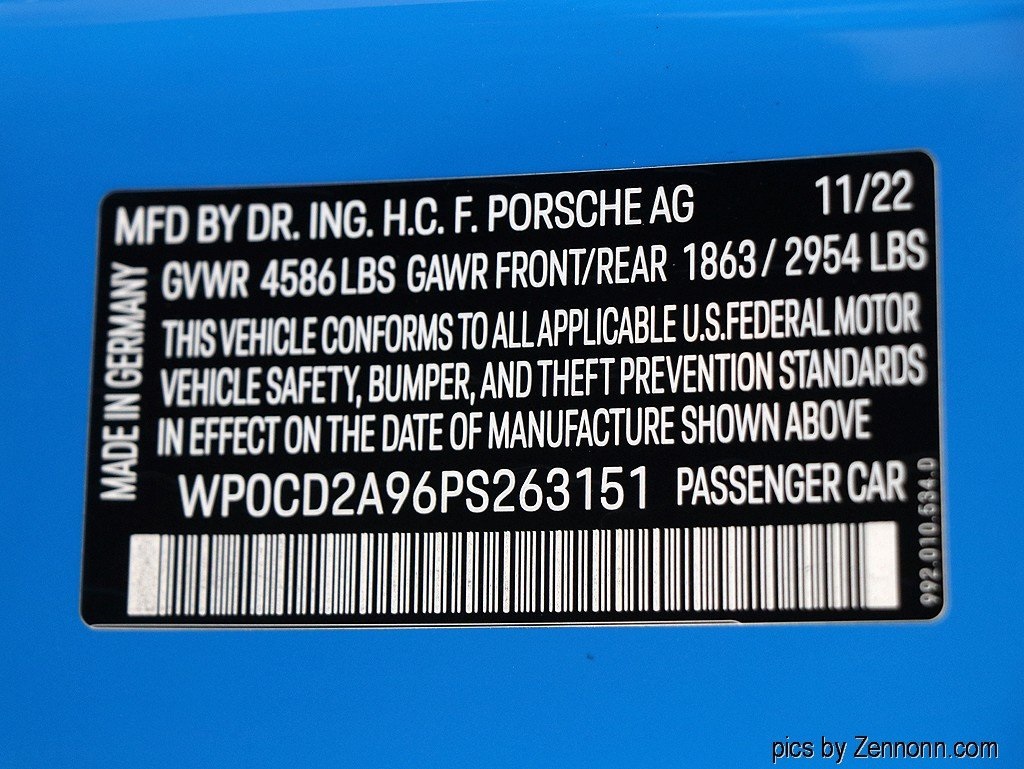 MFD BY DR. ING. H.C. F. PORSCHE AG 11/22
GVWR 4586 LBS GAWR FRONT/REAR 1863 / 2954 LBS
THIS VEHICLE CONFORMS TO ALL APPLICABLE U.S. FEDERAL MOTOR
VEHICLE SAFETY, BUMPER, AND THEFT PREVENTION STANDARDS
IN EFFECT ON THE DATE OF MANUFACTURE SHOWN ABOVE
WP0CD2A96PS263151 PASSENGER CAR
MADE IN GERMANY
992.010.534.0
pics by Zennonn.com